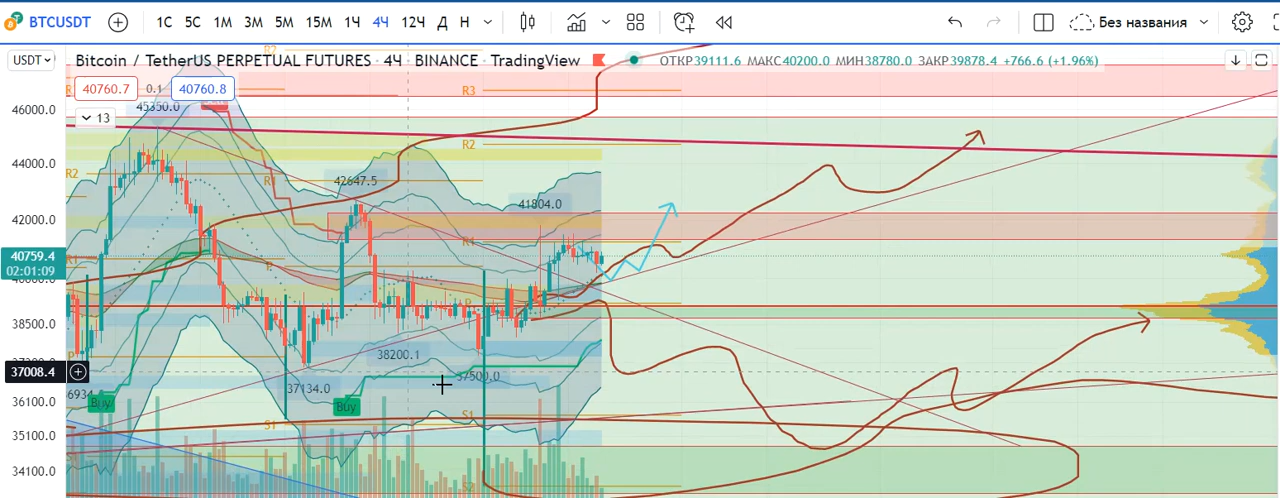 BTCUSDT 1С 5С 1М 3М 5М 15М 1Ч 4Ч 12Ч Д Н Без названия
USDT Bitcoin / TetherUS PERPETUAL FUTURES · 4Ч · BINANCE · TradingView ОТКР39111.6 МАКС40200.0 МИН38780.0 ЗАКР39878.4 +766.6 (+1.96%)
40760.7 0.1 40760.8
R3
46000.0 13 45350.0
R2
44000.0
R2 R1 42647.5
42000.0 41804.0
R1
40759.4
02:01:09
R1 P
40000.0
P
38500.0
P 38200.1
37008.4 37134.0 37500.0
36100.0 Buy Buy
S1 S1
35100.0
34100.0
S2